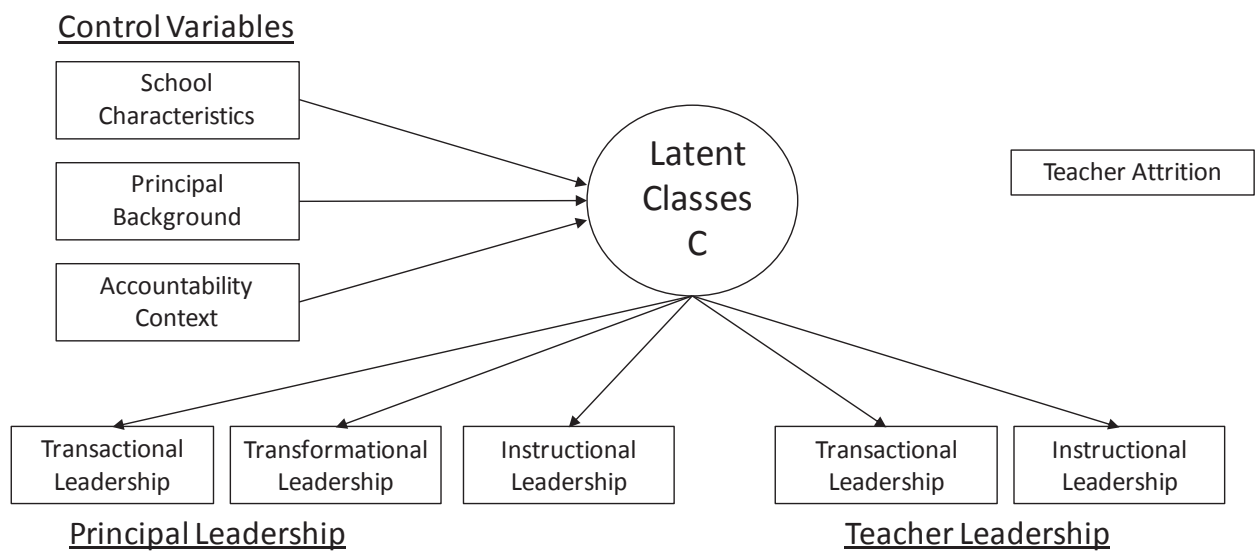 Control Variables
School
Characteristics
Principal
Background
Accountability
Context
Latent
Classes
C
Teacher Attrition
Transactional
Leadership
Transformational
Leadership
Instructional
Leadership
Transactional
Leadership
Instructional
Leadership
Principal Leadership
Teacher Leadership